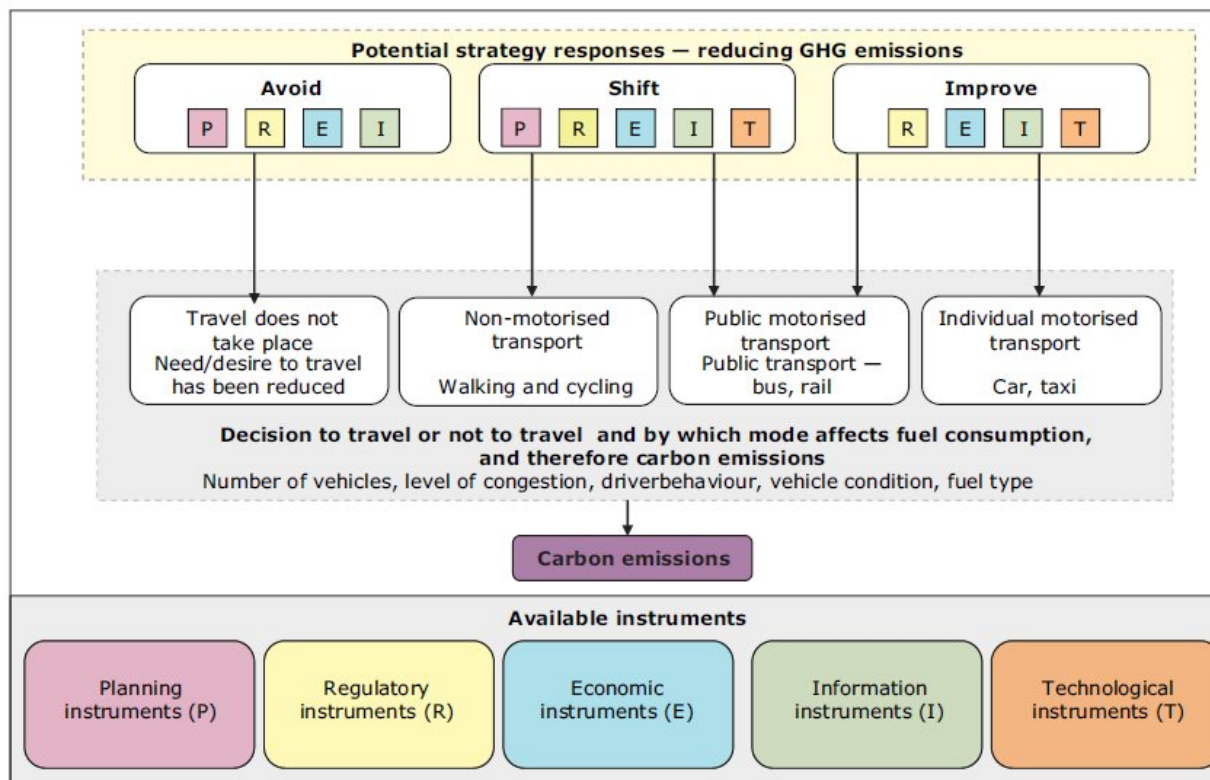 Potential strategy responses — reducing GHG emissions
Avoid
P R E I
Shift
P R E I T
Improve
R E I T
Travel does not
take place
Need/desire to travel
has been reduced
Non-motorised
transport
Walking and cycling
Public motorised
transport
Public transport —
bus, rail
Individual motorised
transport
Car, taxi
Decision to travel or not to travel and by which mode affects fuel consumption,
and therefore carbon emissions
Number of vehicles, level of congestion, driverbehaviour, vehicle condition, fuel type
Carbon emissions
Available instruments
Planning
instruments (P)
Regulatory
instruments (R)
Economic
instruments (E)
Information
instruments (I)
Technological
instruments (T)